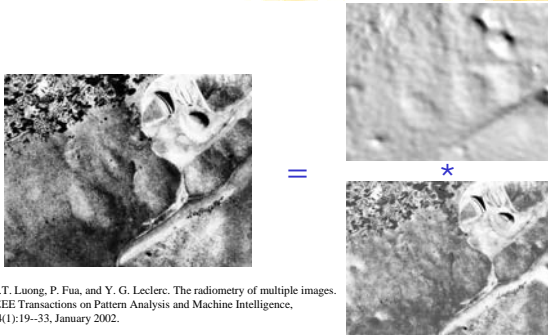 =
*
.T. Luong, P. Fua, and Y. G. Leclerc. The radiometry of multiple images.
EEE Transactions on Pattern Analysis and Machine Intelligence,
4(1):19--33, January 2002.